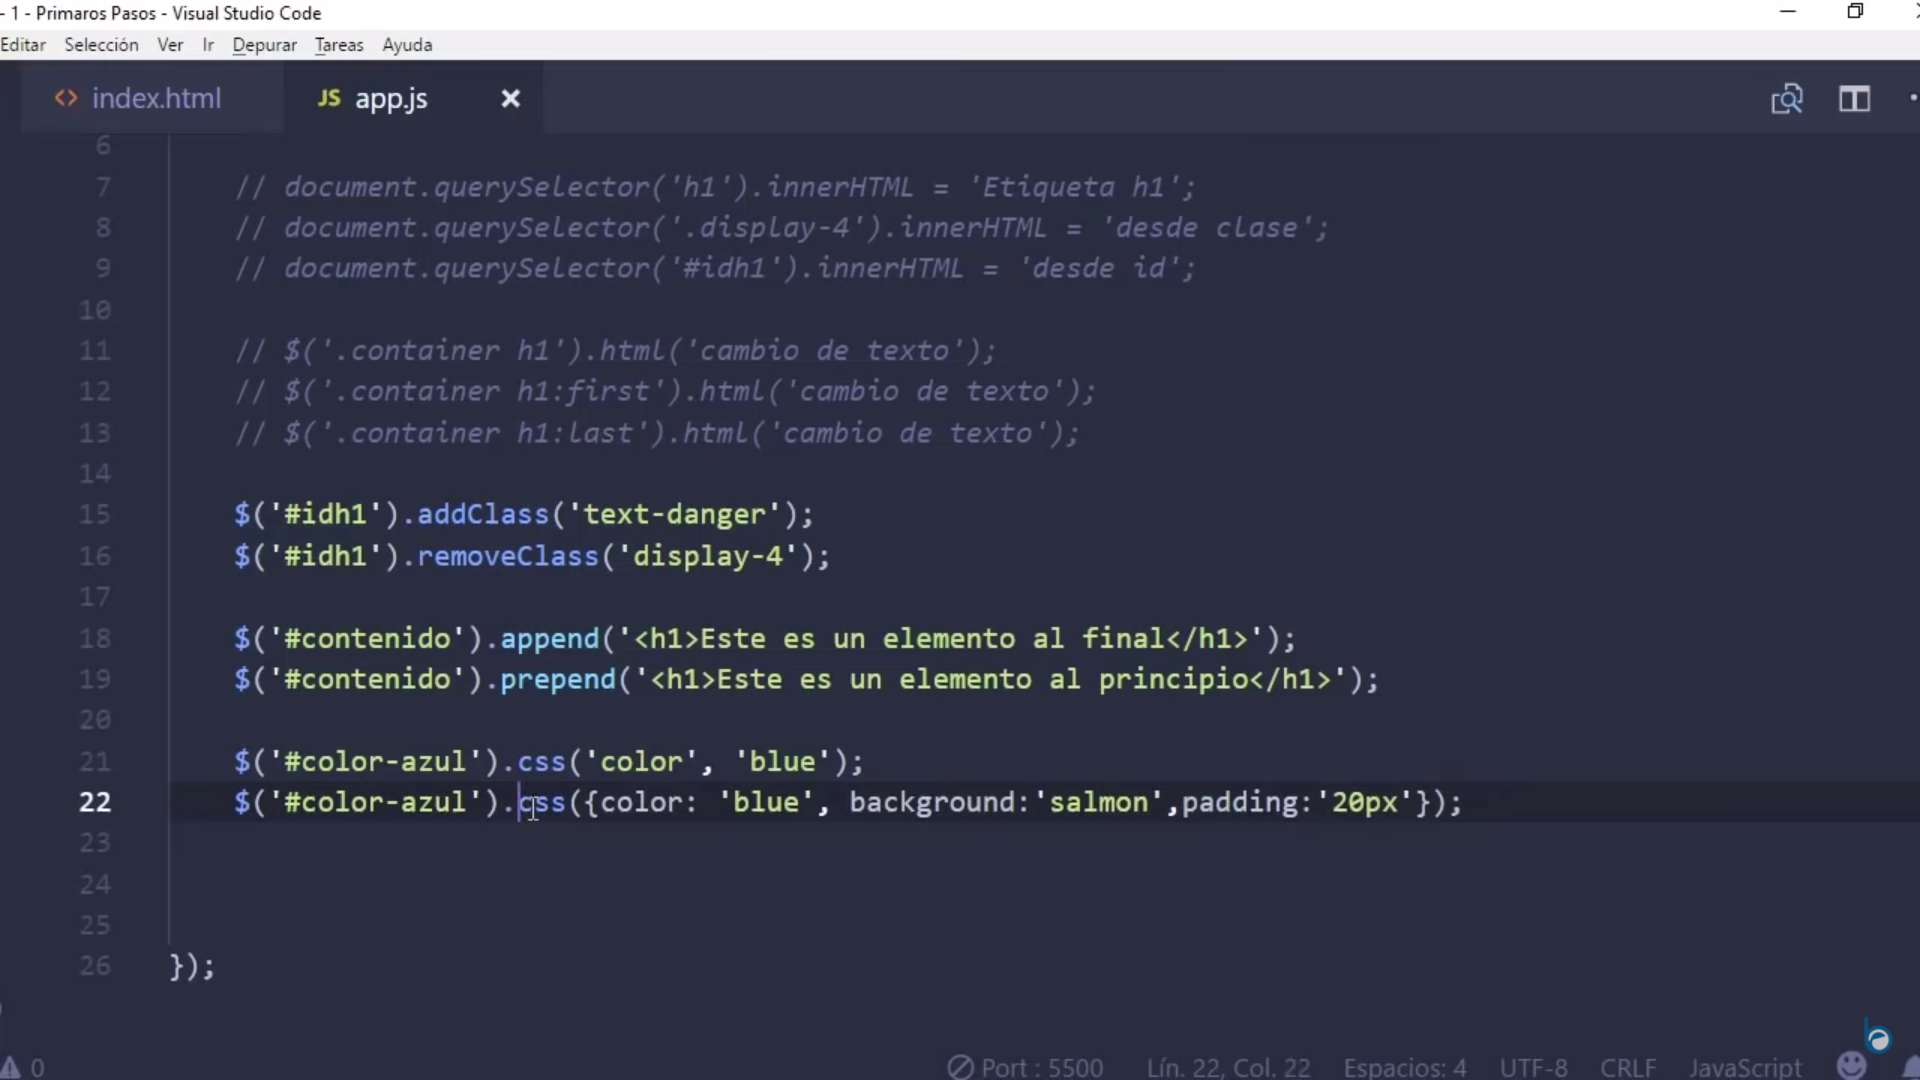 - 1 - Primaros Pasos - Visual Studio Code
Editar Selección Ver Ir Depurar Tareas Ayuda
<> index.html JS app.js
6
7 // document.querySelector('h1').innerHTML = 'Etiqueta h1';
8 // document.querySelector('.display-4').innerHTML = 'desde clase';
9 // document.querySelector('#idh1').innerHTML = 'desde id';
10
11 // $('.container h1').html('cambio de texto');
12 // $('.container h1:first').html('cambio de texto');
13 // $('.container h1:last').html('cambio de texto');
14
15 $('#idh1').addClass('text-danger');
16 $('#idh1').removeClass('display-4');
17
18 $('#contenido').append('<h1>Este es un elemento al final</h1>');
19 $('#contenido').prepend('<h1>Este es un elemento al principio</h1>');
20
21 $('#color-azul').css('color', 'blue');
22 $('#color-azul').css({color: 'blue', background:'salmon',padding:'20px'});
23
24
25
26 });
0 Port : 5500 Lín. 22, Col. 22 Espacios: 4 UTF-8 CRLF JavaScript